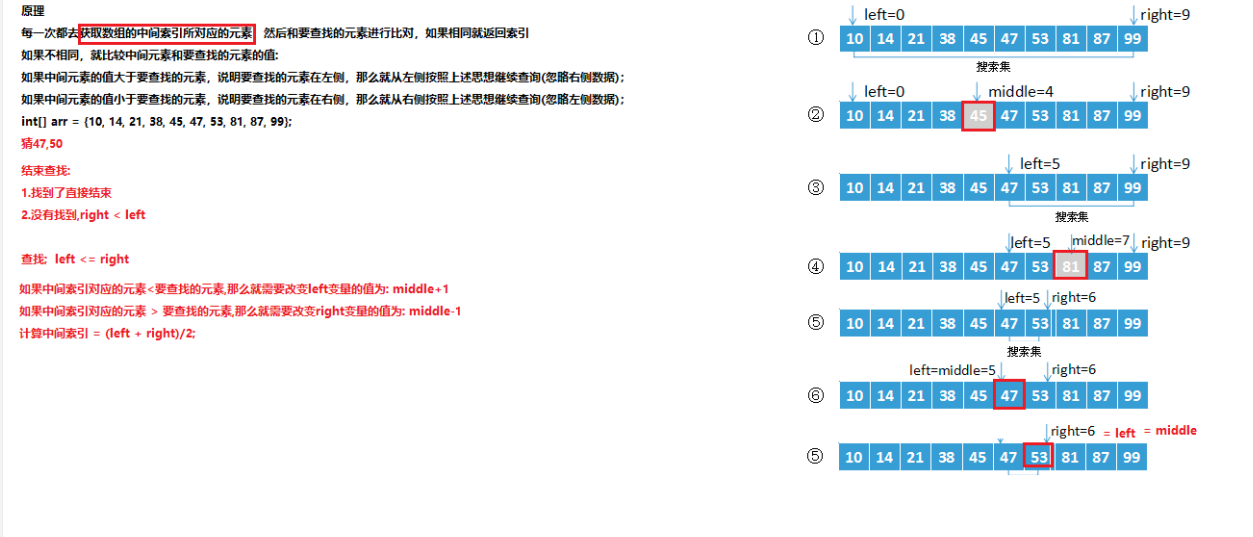 原理
每一次都去获取数组的中间索引所对应的元素, 然后和要查找的元素进行比对，如果相同就返回索引
如果不相同，就比较中间元素和要查找的元素的值:
如果中间元素的值大于要查找的元素，说明要查找的元素在左侧，那么就从左侧按照上述思想继续查询(忽略右侧数据);
如果中间元素的值小于要查找的元素，说明要查找的元素在右侧，那么就从右侧按照上述思想继续查询(忽略左侧数据);
int[] arr = {10, 14, 21, 38, 45, 47, 53, 81, 87, 99};
猜47,50
结束查找:
1.找到了直接结束
2.没有找到,right < left
查找: left <= right
如果中间索引对应的元素<要查找的元素,那么就需要改变left变量的值为: middle+1
如果中间索引对应的元素 > 要查找的元素,那么就需要改变right变量的值为: middle-1
计算中间索引 = (left + right)/2;
left=0 right=9
① 10 14 21 38 45 47 53 81 87 99
搜索集
left=0 middle=4 right=9
② 10 14 21 38 45 47 53 81 87 99
left=5 right=9
③ 10 14 21 38 45 47 53 81 87 99
搜索集
left=5 middle=7 right=9
④ 10 14 21 38 45 47 53 81 87 99
left=5 right=6
⑤ 10 14 21 38 45 47 53 81 87 99
搜索集
left=middle=5 right=6
⑥ 10 14 21 38 45 47 53 81 87 99
right=6 = left = middle
⑤ 10 14 21 38 45 47 53 81 87 99